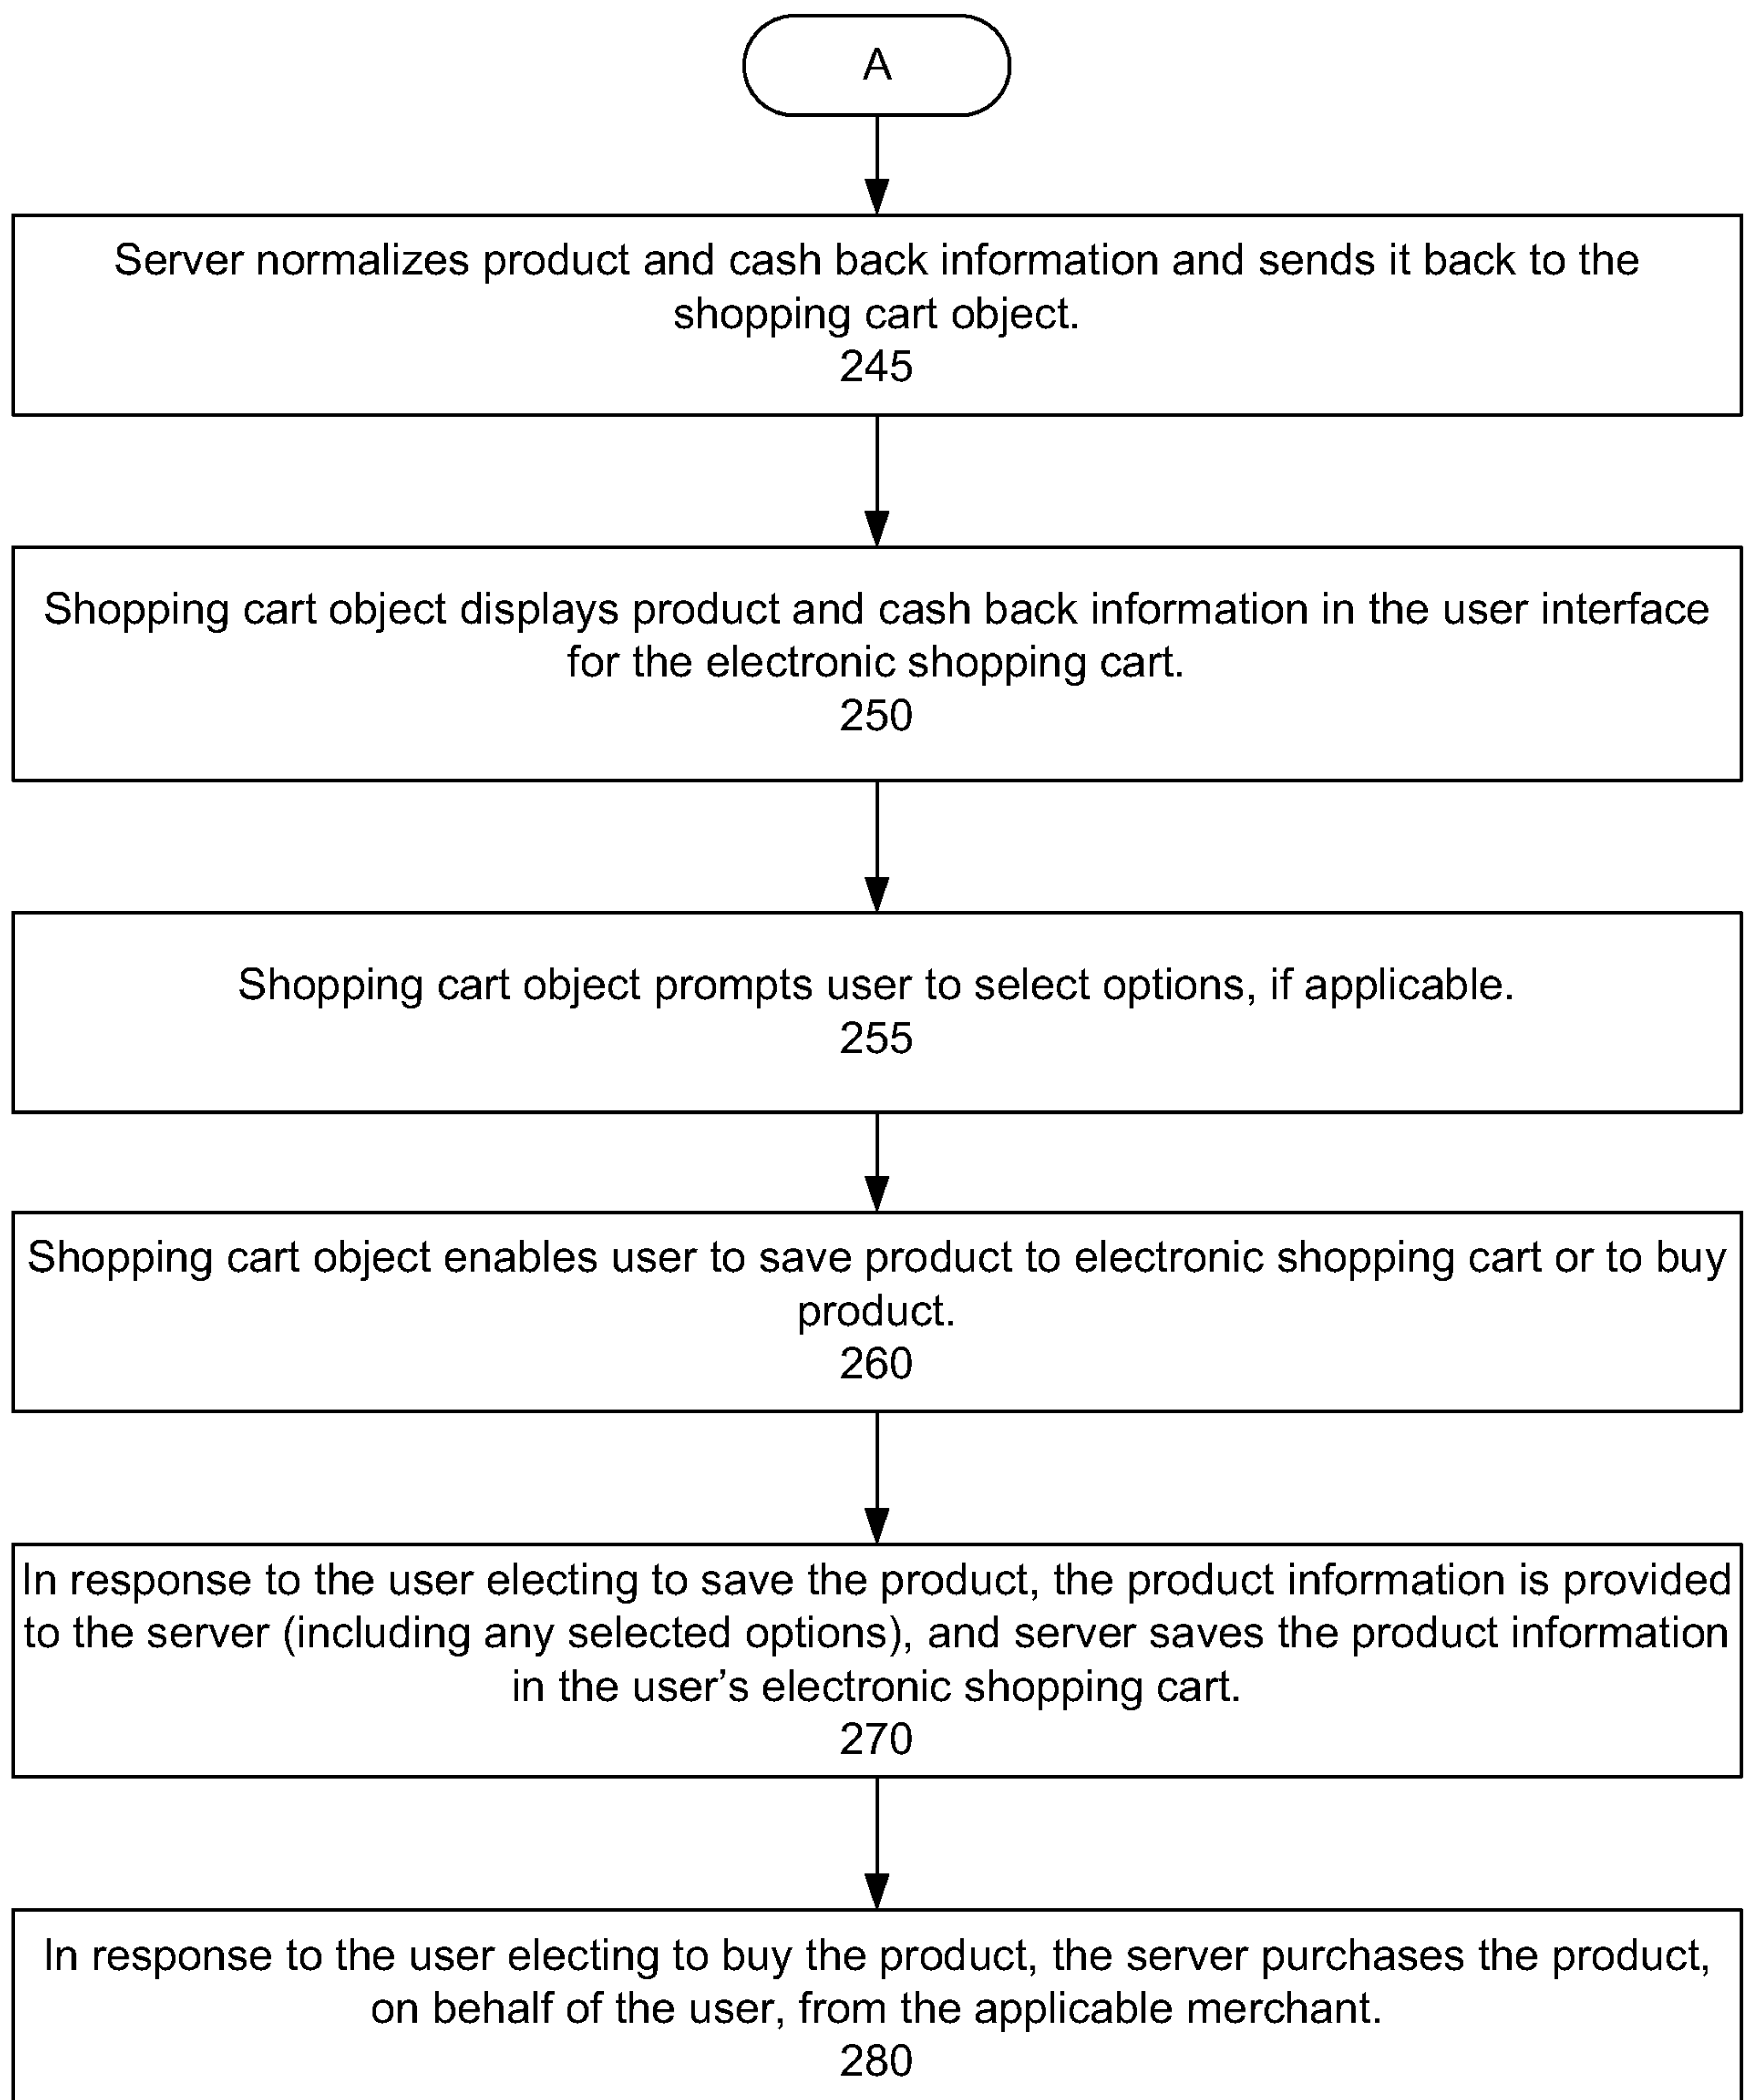 A
Server normalizes product and cash back information and sends it back to the
shopping cart object.
245
Shopping cart object displays product and cash back information in the user interface
for the electronic shopping cart.
250
Shopping cart object prompts user to select options, if applicable.
255
Shopping cart object enables user to save product to electronic shopping cart or to buy
product.
260
In response to the user electing to save the product, the product information is provided
to the server (including any selected options), and server saves the product information
in the user’s electronic shopping cart.
270
In response to the user electing to buy the product, the server purchases the product,
on behalf of the user, from the applicable merchant.
280